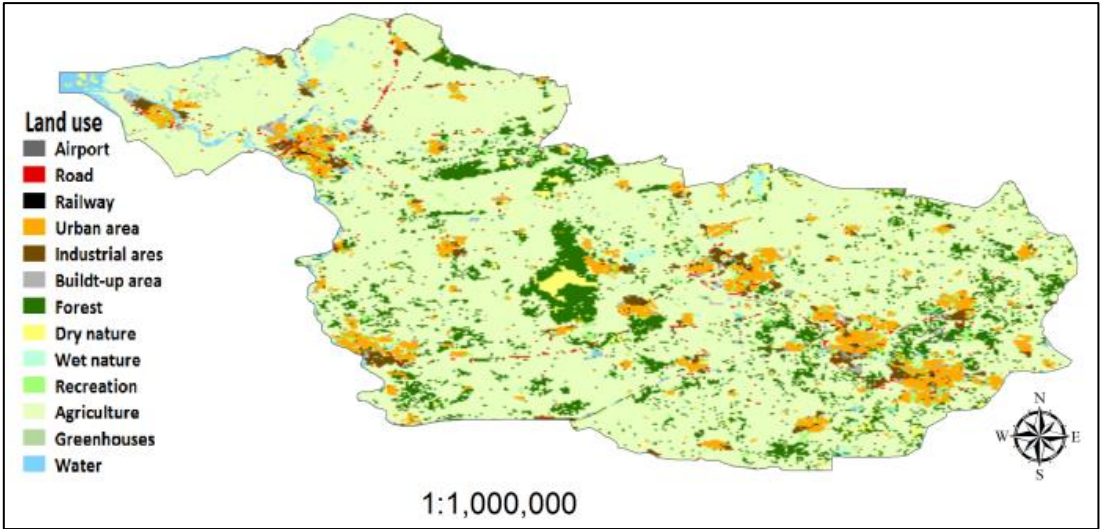 Land use
Airport
Road
Railway
Urban area
Industrial ares
Buildt-up area
Forest
Dry nature
Wet nature
Recreation
Agriculture
Greenhouses
Water
N
W E
S
1:1,000,000